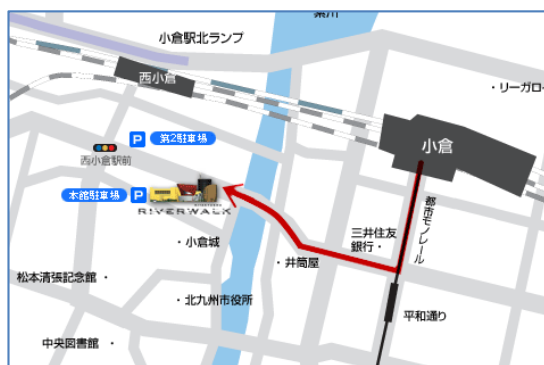 紫川
小倉駅北ランプ
西小倉
・リーガロ
小倉
P 第2駐車場
西小倉駅前
本館駐車場 P
RIVERWALK
都市モノレール
三井住友
銀行・
・小倉城
・井筒屋
松本清張記念館・
・北九州市役所
平和通り
中央図書館・